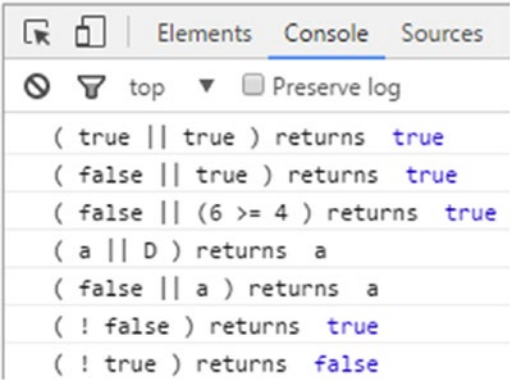 Elements Console Sources
top ▼ Preserve log
( true || true ) returns true
( false || true ) returns true
( false || (6 >= 4 ) returns true
( a || D ) returns a
( false || a ) returns a
( ! false ) returns true
( ! true ) returns false